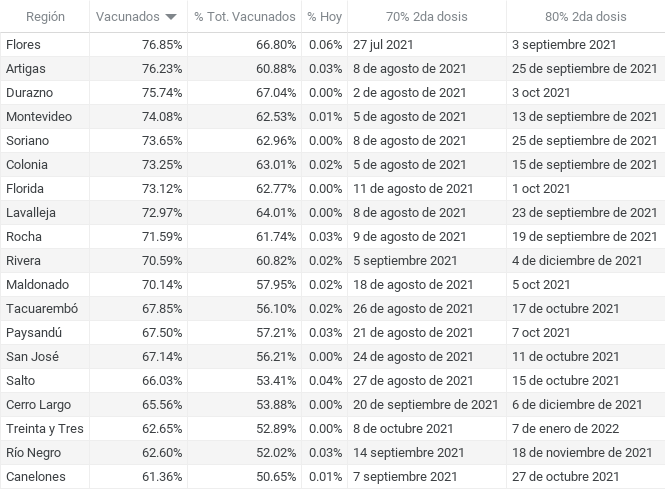 Región Vacunados % Tot. Vacunados % Hoy 70% 2da dosis 80% 2da dosis
Flores 76.85% 66.80% 0.06% 27 jul 2021 3 septiembre 2021
Artigas 76.23% 60.88% 0.03% 8 de agosto de 2021 25 de septiembre de 2021
Durazno 75.74% 67.04% 0.00% 2 de agosto de 2021 3 oct 2021
Montevideo 74.08% 62.53% 0.01% 5 de agosto de 2021 13 de septiembre de 2021
Soriano 73.65% 62.96% 0.00% 8 de agosto de 2021 25 de septiembre de 2021
Colonia 73.25% 63.01% 0.02% 5 de agosto de 2021 15 de septiembre de 2021
Florida 73.12% 62.77% 0.00% 11 de agosto de 2021 1 oct 2021
Lavalleja 72.97% 64.01% 0.00% 8 de agosto de 2021 23 de septiembre de 2021
Rocha 71.59% 61.74% 0.03% 9 de agosto de 2021 19 de septiembre de 2021
Rivera 70.59% 60.82% 0.02% 5 septiembre 2021 4 de diciembre de 2021
Maldonado 70.14% 57.95% 0.02% 18 de agosto de 2021 5 oct 2021
Tacuarembó 67.85% 56.10% 0.02% 26 de agosto de 2021 17 de octubre 2021
Paysandú 67.50% 57.21% 0.03% 21 de agosto de 2021 7 oct 2021
San José 67.14% 56.21% 0.00% 24 de agosto de 2021 11 de octubre 2021
Salto 66.03% 53.41% 0.04% 27 de agosto de 2021 15 de octubre 2021
Cerro Largo 65.56% 53.88% 0.00% 20 de septiembre de 2021 6 de diciembre de 2021
Treinta y Tres 62.65% 52.89% 0.00% 8 de octubre 2021 7 de enero de 2022
Río Negro 62.60% 52.02% 0.03% 14 septiembre 2021 18 de noviembre de 2021
Canelones 61.36% 50.65% 0.01% 7 septiembre 2021 27 de octubre 2021